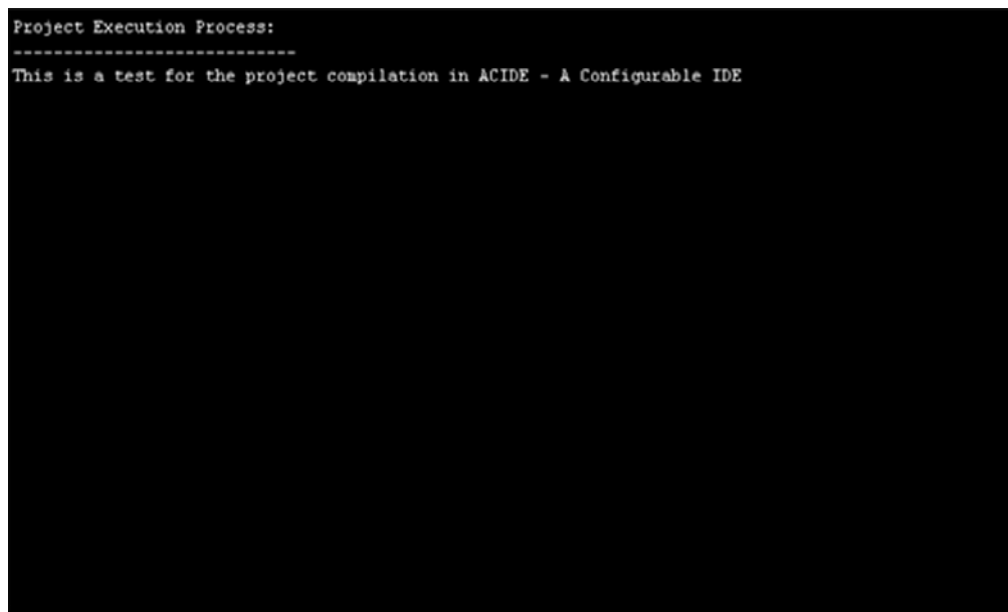 Project Execution Process:
----------------------------
This is a test for the project compilation in ACIDE - A Configurable IDE